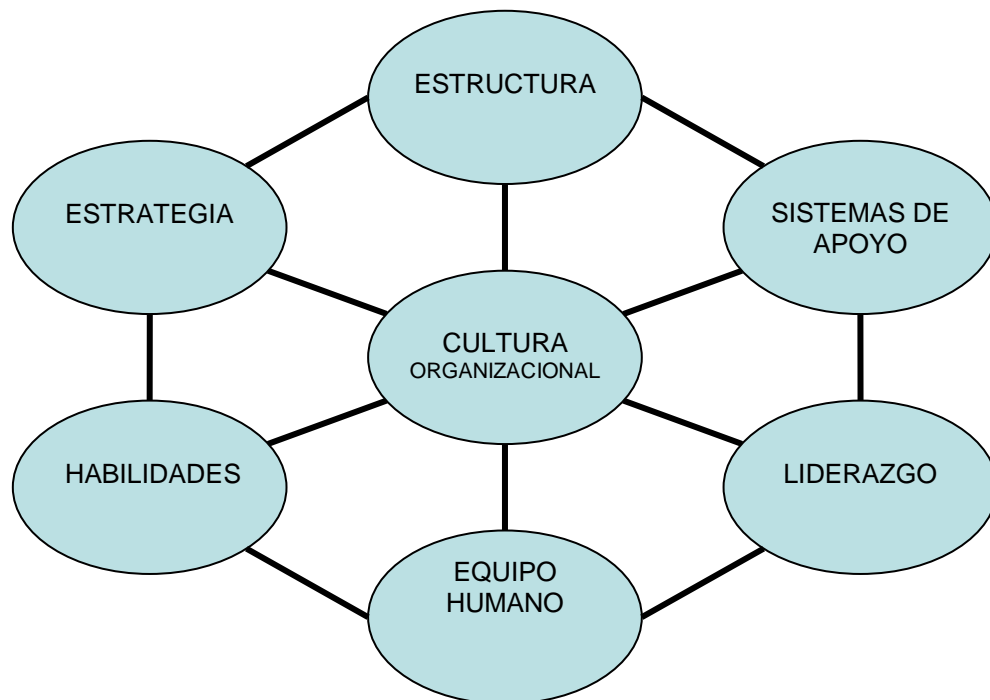 ESTRUCTURA
ESTRATEGIA
SISTEMAS DE
APOYO
CULTURA
ORGANIZACIONAL
HABILIDADES
LIDERAZGO
EQUIPO
HUMANO